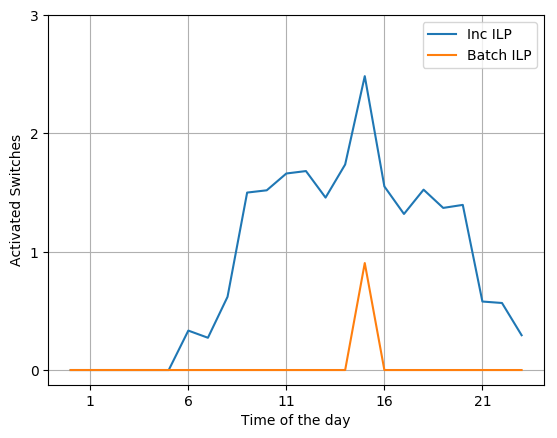 3
Inc ILP
Batch ILP
2
1
0
Activated Switches
1 6 11 16 21
Time of the day